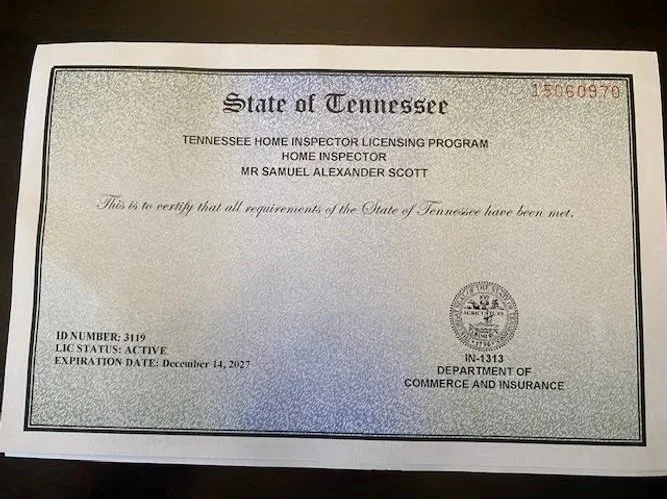 15060970
State of Tennessee
TENNESSEE HOME INSPECTOR LICENSING PROGRAM
HOME INSPECTOR
MR SAMUEL ALEXANDER SCOTT
This is to certify that all requirements of the State of Tennessee have been met.
ID NUMBER: 3119
LIC STATUS: ACTIVE
EXPIRATION DATE: December 14, 2027
AGRICULTURE
IN-1313
DEPARTMENT OF
COMMERCE AND INSURANCE